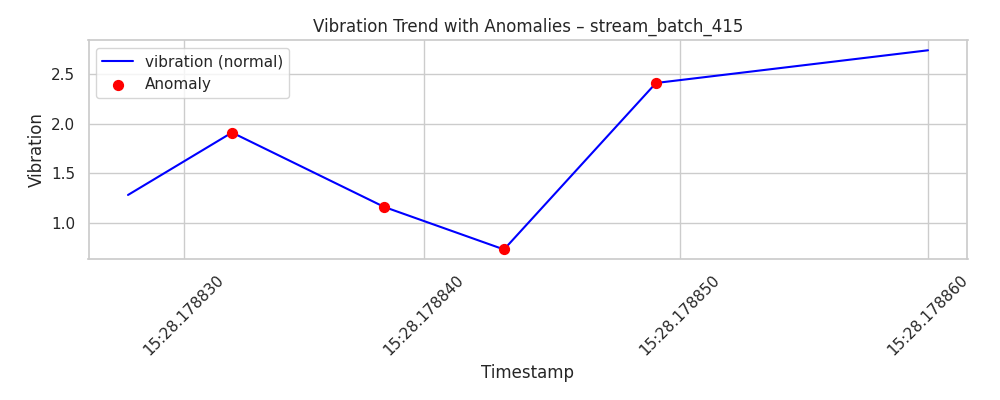 Vibration Trend with Anomalies – stream_batch_415
vibration (normal)
Anomaly
Vibration
2.5
2.0
1.5
1.0
15:28.178830
15:28.178840
15:28.178850
15:28.178860
Timestamp